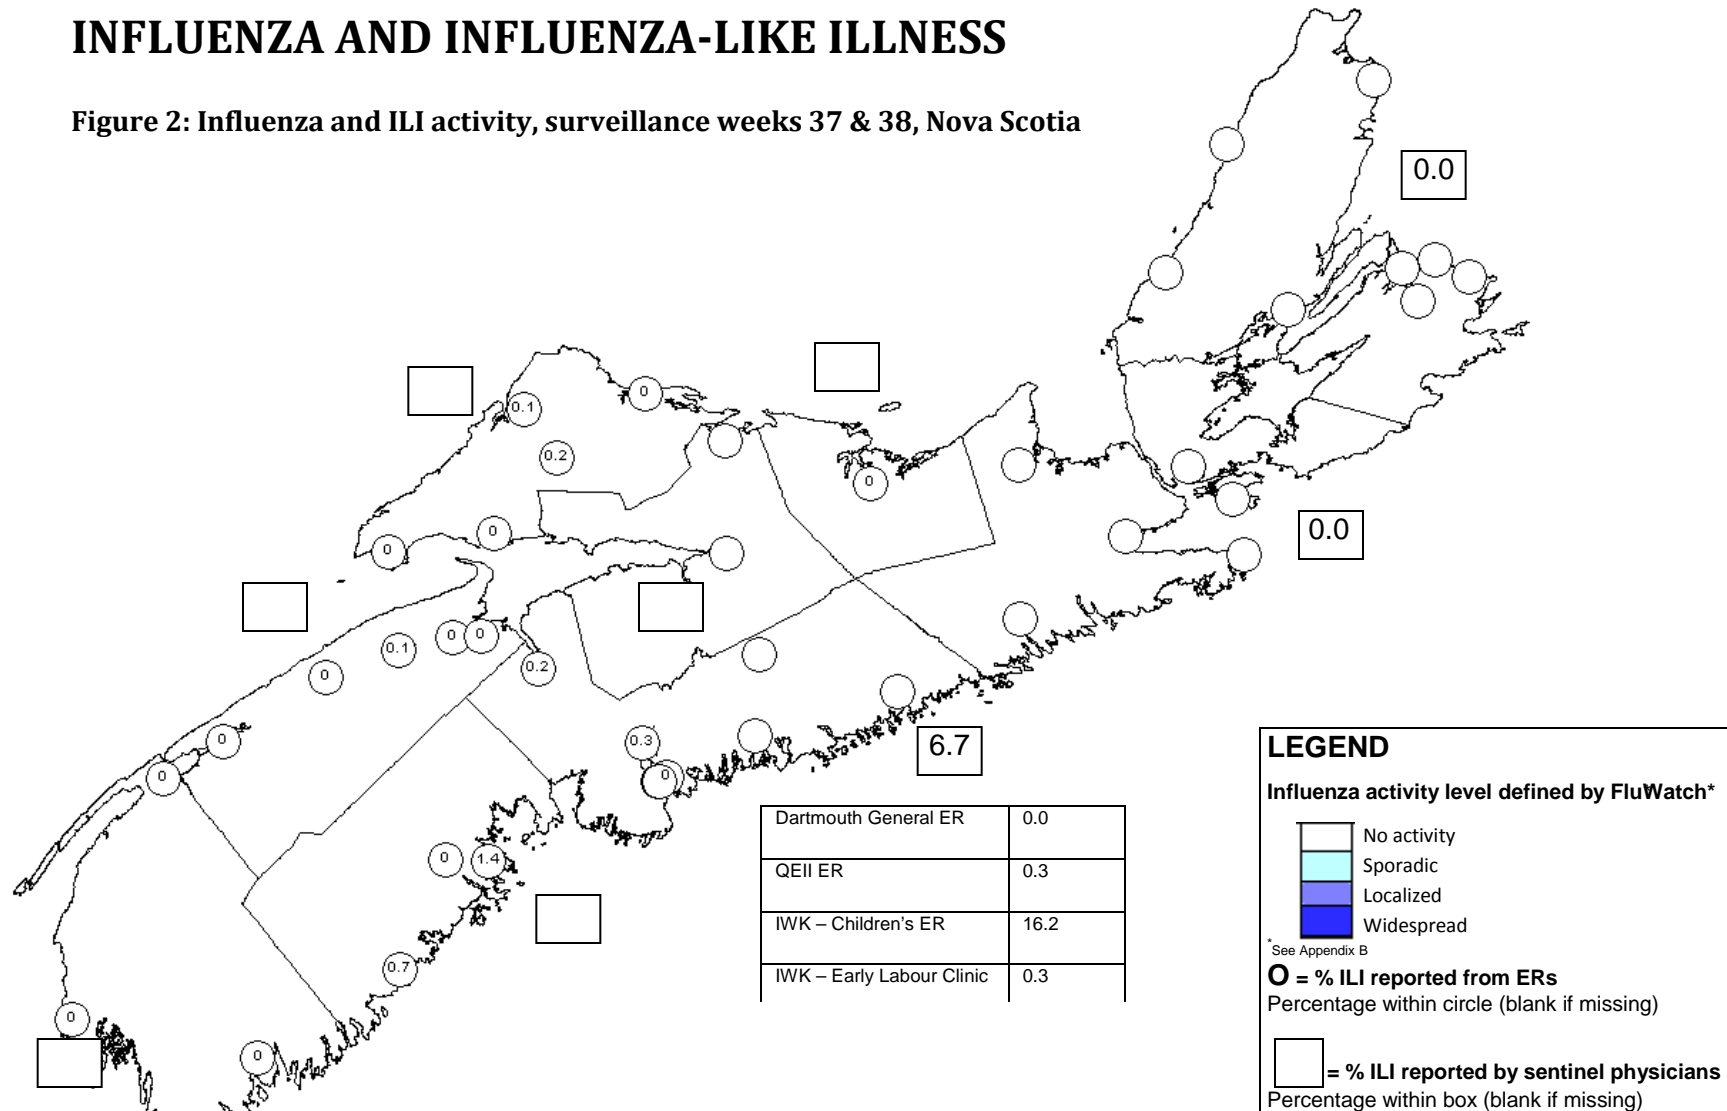 INFLUENZA AND INFLUENZA-LIKE ILLNESS
Figure 2: Influenza and ILI activity, surveillance weeks 37 & 38, Nova Scotia
0.0
0
0.1
0.2
0
0
0
0.0
0
0
0.1
0.2
0
0
0
0.3
0
6.7
0
1.4
0.7
0
0
Dartmouth General ER 0.0
QEII ER 0.3
IWK – Children's ER 16.2
IWK – Early Labour Clinic 0.3
LEGEND
Influenza activity level defined by FluWatch*
No activity
Sporadic
Localized
Widespread
*See Appendix B
O = % ILI reported from ERs
Percentage within circle (blank if missing)
= % ILI reported by sentinel physicians
Percentage within box (blank if missing)